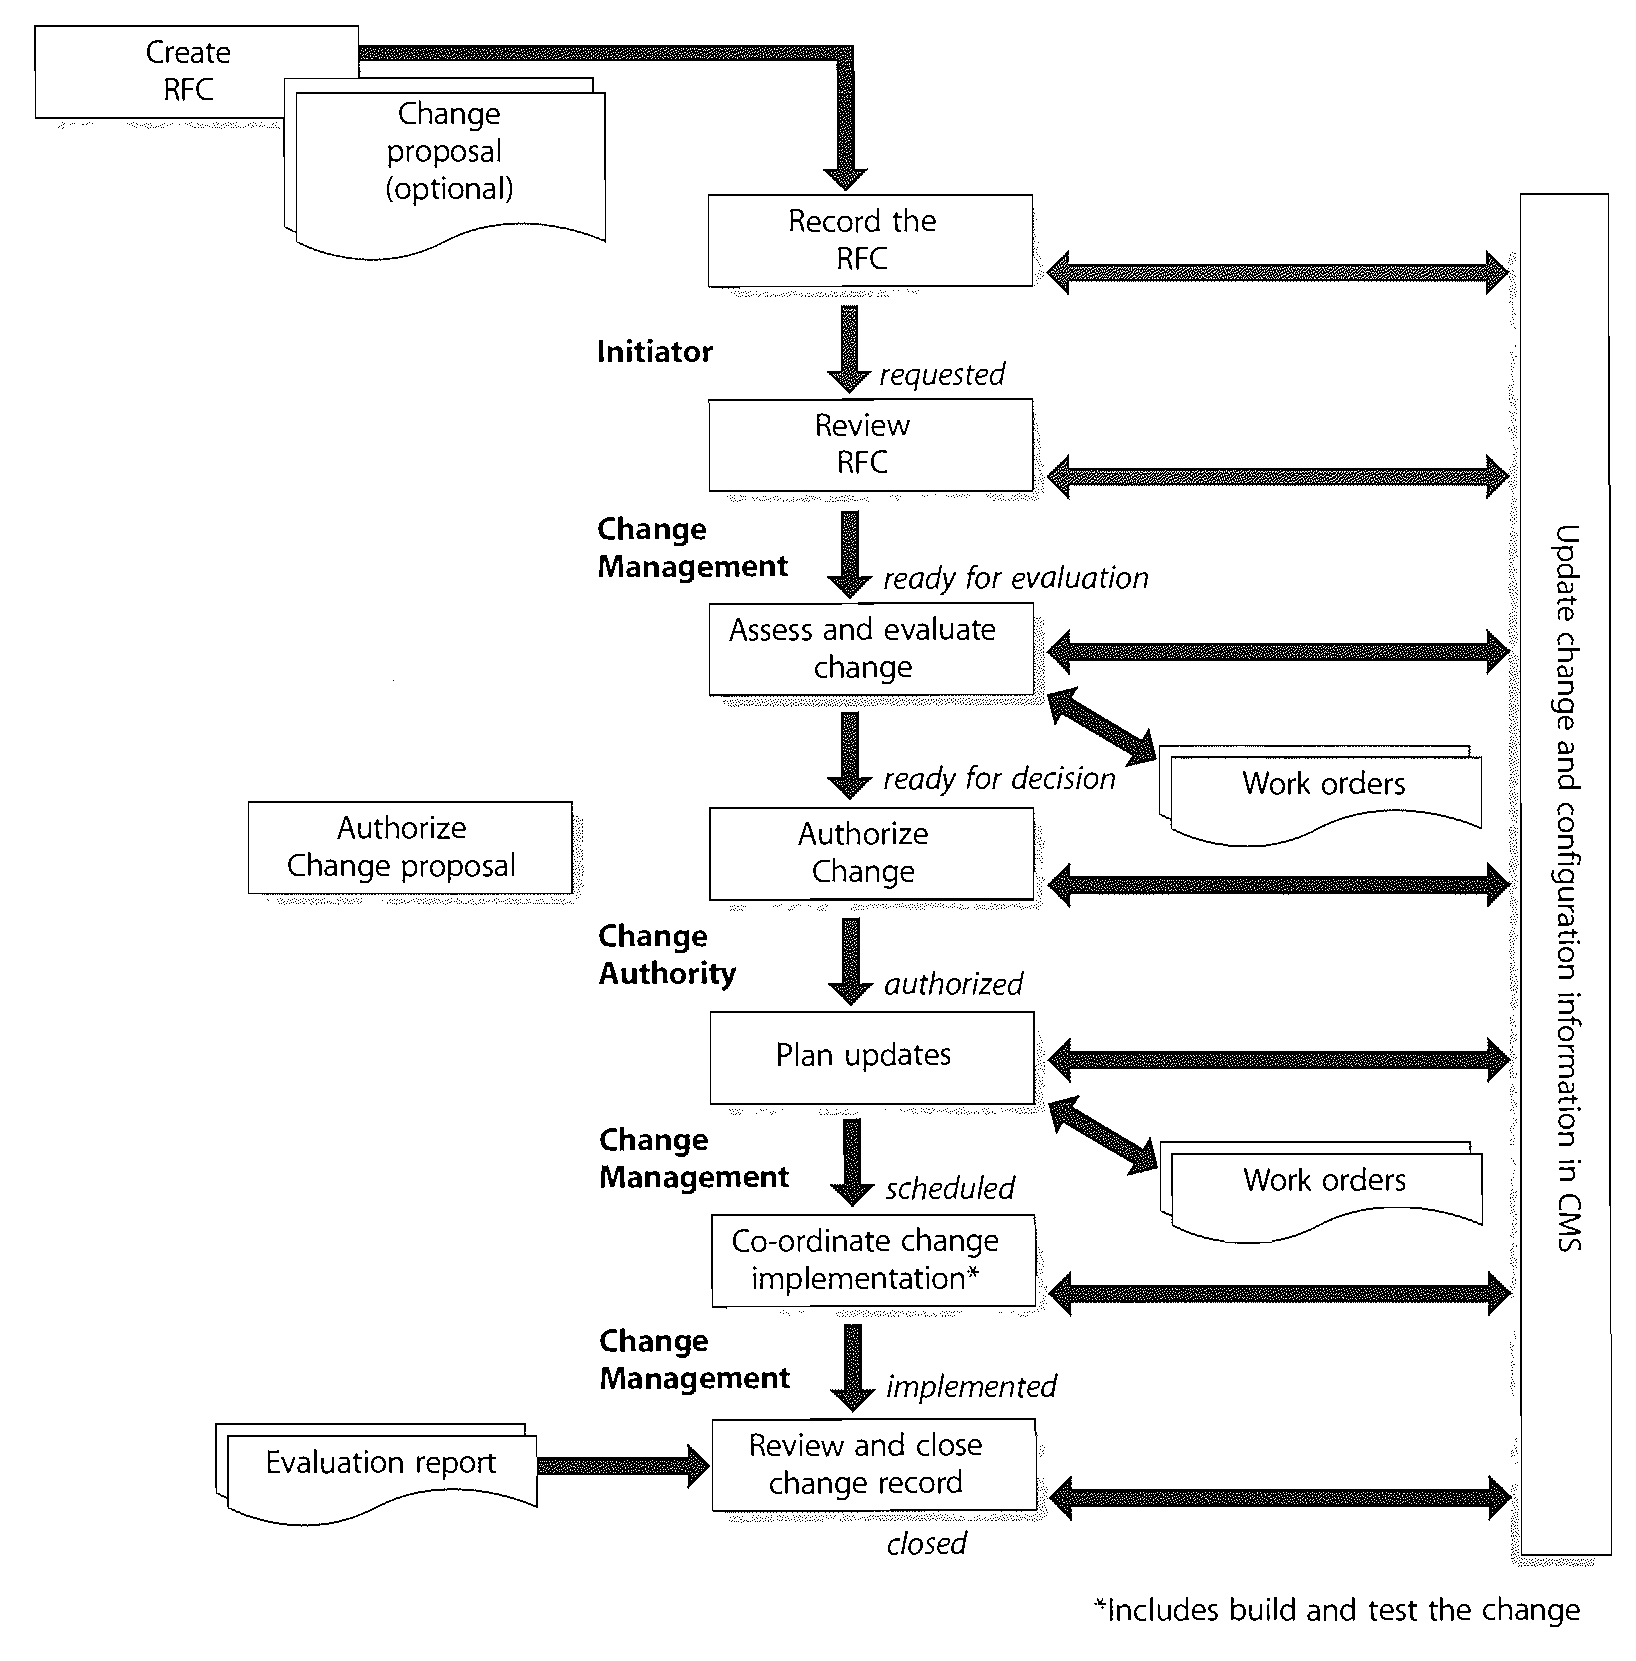 Create
RFC
Change
proposal
(optional)
Record the
RFC
Initiator
requested
Review
RFC
Change
Management
ready for evaluation
Assess and evaluate
change
ready for decision
Work orders
Authorize
Change proposal
Authorize
Change
Change
Authority
authorized
Plan updates
Change
Management
scheduled
Work orders
Co-ordinate change
implementation*
Change
Management
implemented
Evaluation report
Review and close
change record
closed
Update change and configuration information in CMS
*Includes build and test the change